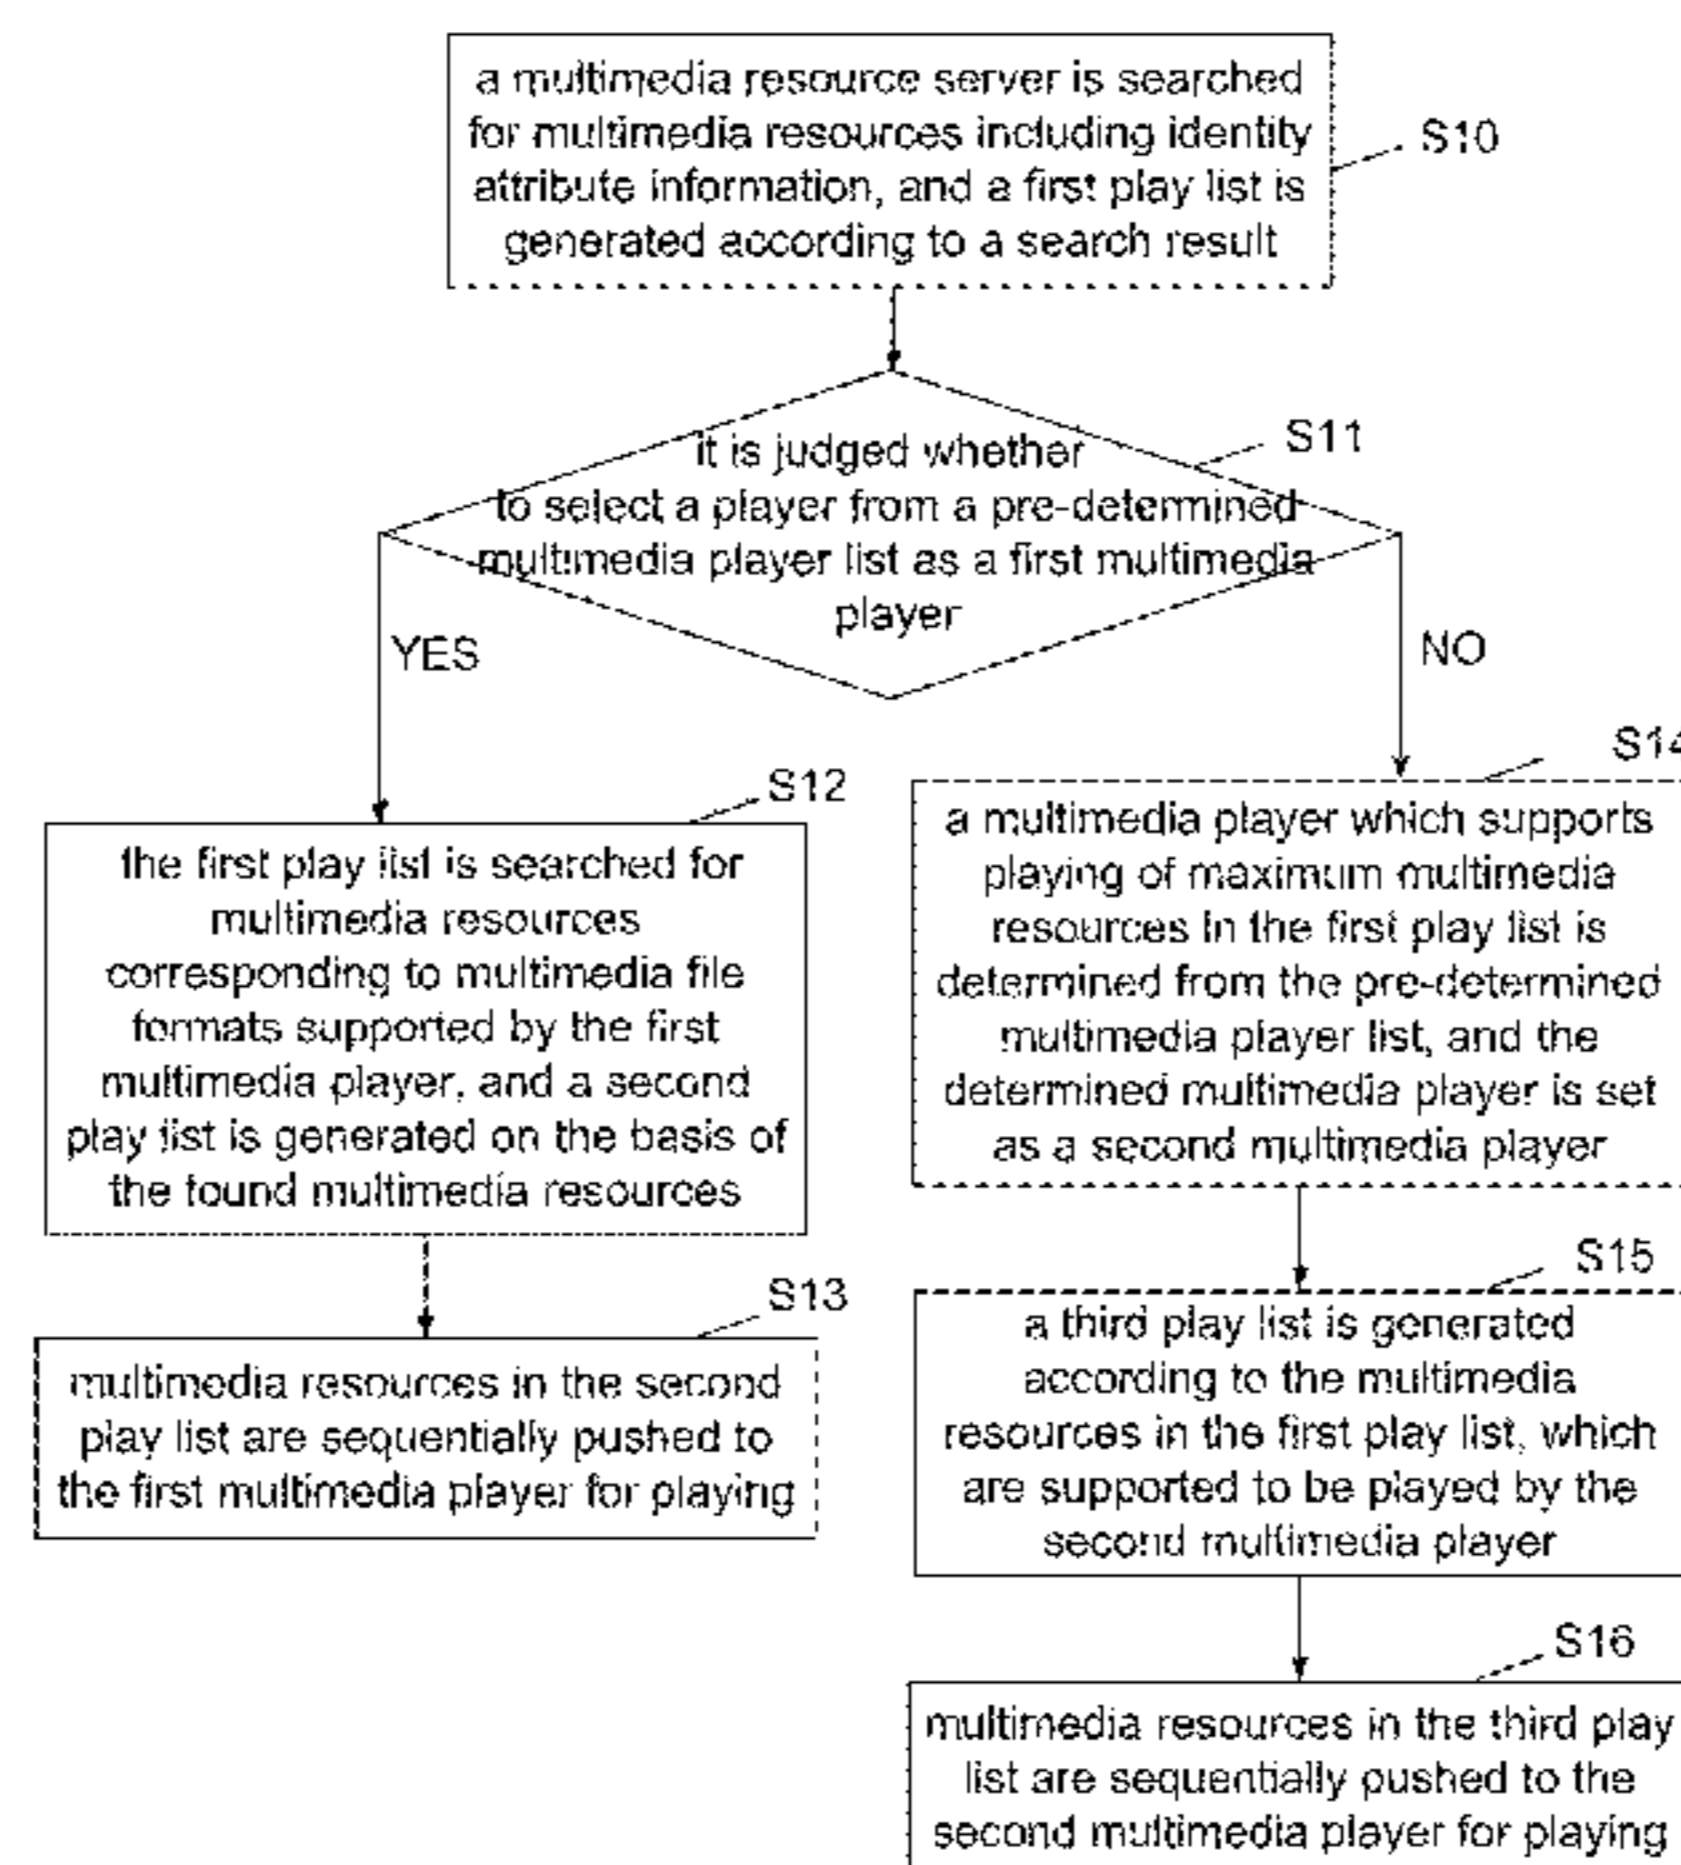 a multimedia resource server is searched
for multimedia resources including identity
attribute information, and a first play list is
generated according to a search result
S10
it is judged whether
to select a player from a pre-determined
multimedia player list as a first multimedia
player
S11
YES
NO
S12
the first play list is searched for
multimedia resources
corresponding to multimedia file
formats supported by the first
multimedia player, and a second
play list is generated on the basis of
the found multimedia resources
S13
multimedia resources in the second
play list are sequentially pushed to
the first multimedia player for playing
S14
a multimedia player which supports
playing of maximum multimedia
resources in the first play list is
determined from the pre-determined
multimedia player list, and the
determined multimedia player is set
as a second multimedia player
S15
a third play list is generated
according to the multimedia
resources in the first play list, which
are supported to be played by the
second multimedia player
S16
multimedia resources in the third play
list are sequentially pushed to the
second multimedia player for playing